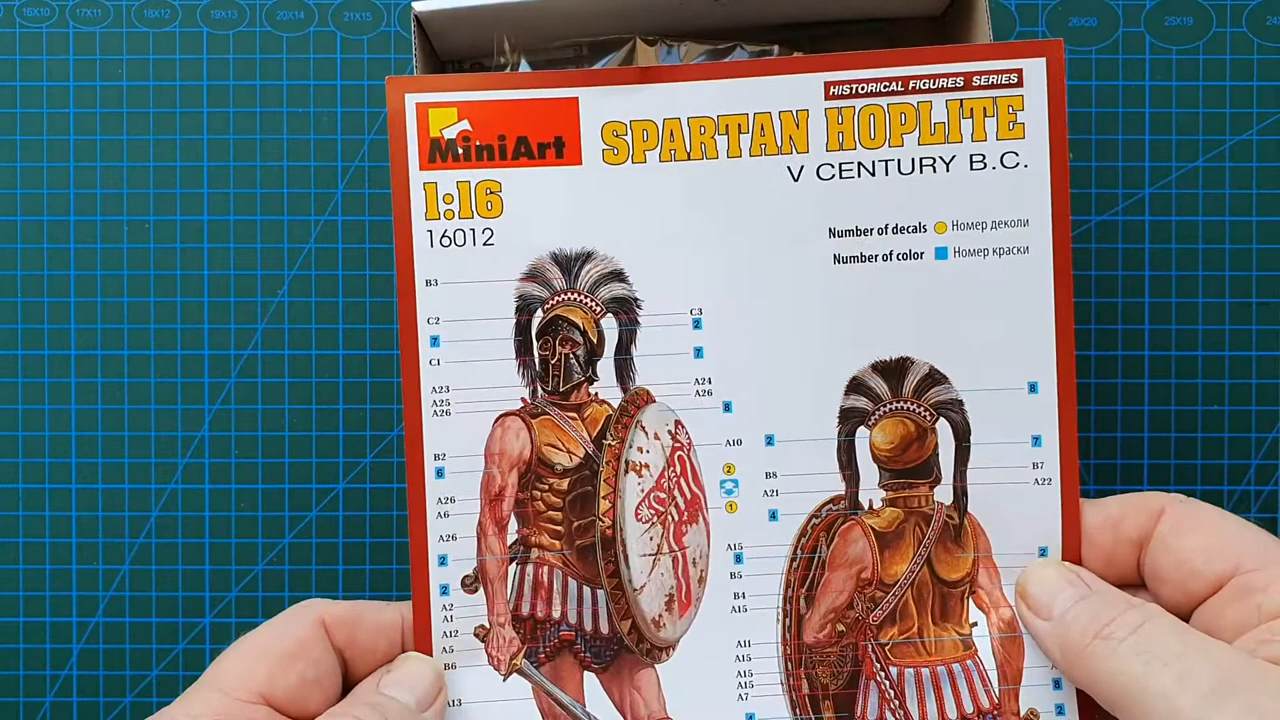 16X10
17X11
18X12
19X13
20X14
21X15
26X20
25X19
HISTORICAL FIGURES SERIES
MiniArt
SPARTAN HOPLITE
V CENTURY B.C.
1:16
16012
Number of decals Номер деколи
Number of color Номер краски
B3
C2
C3
2
7
C1
7
A23
A24
A25
A26
A26
8
8
A10
2
7
B2
6
2
B8
B7
A21
A22
A26
A6
1
4
A26
A15
2
2
8
B5
2
B4
A2
A15
A1
A12
A11
A5
A15
B6
A15
A15
8
A7
A13
2
4